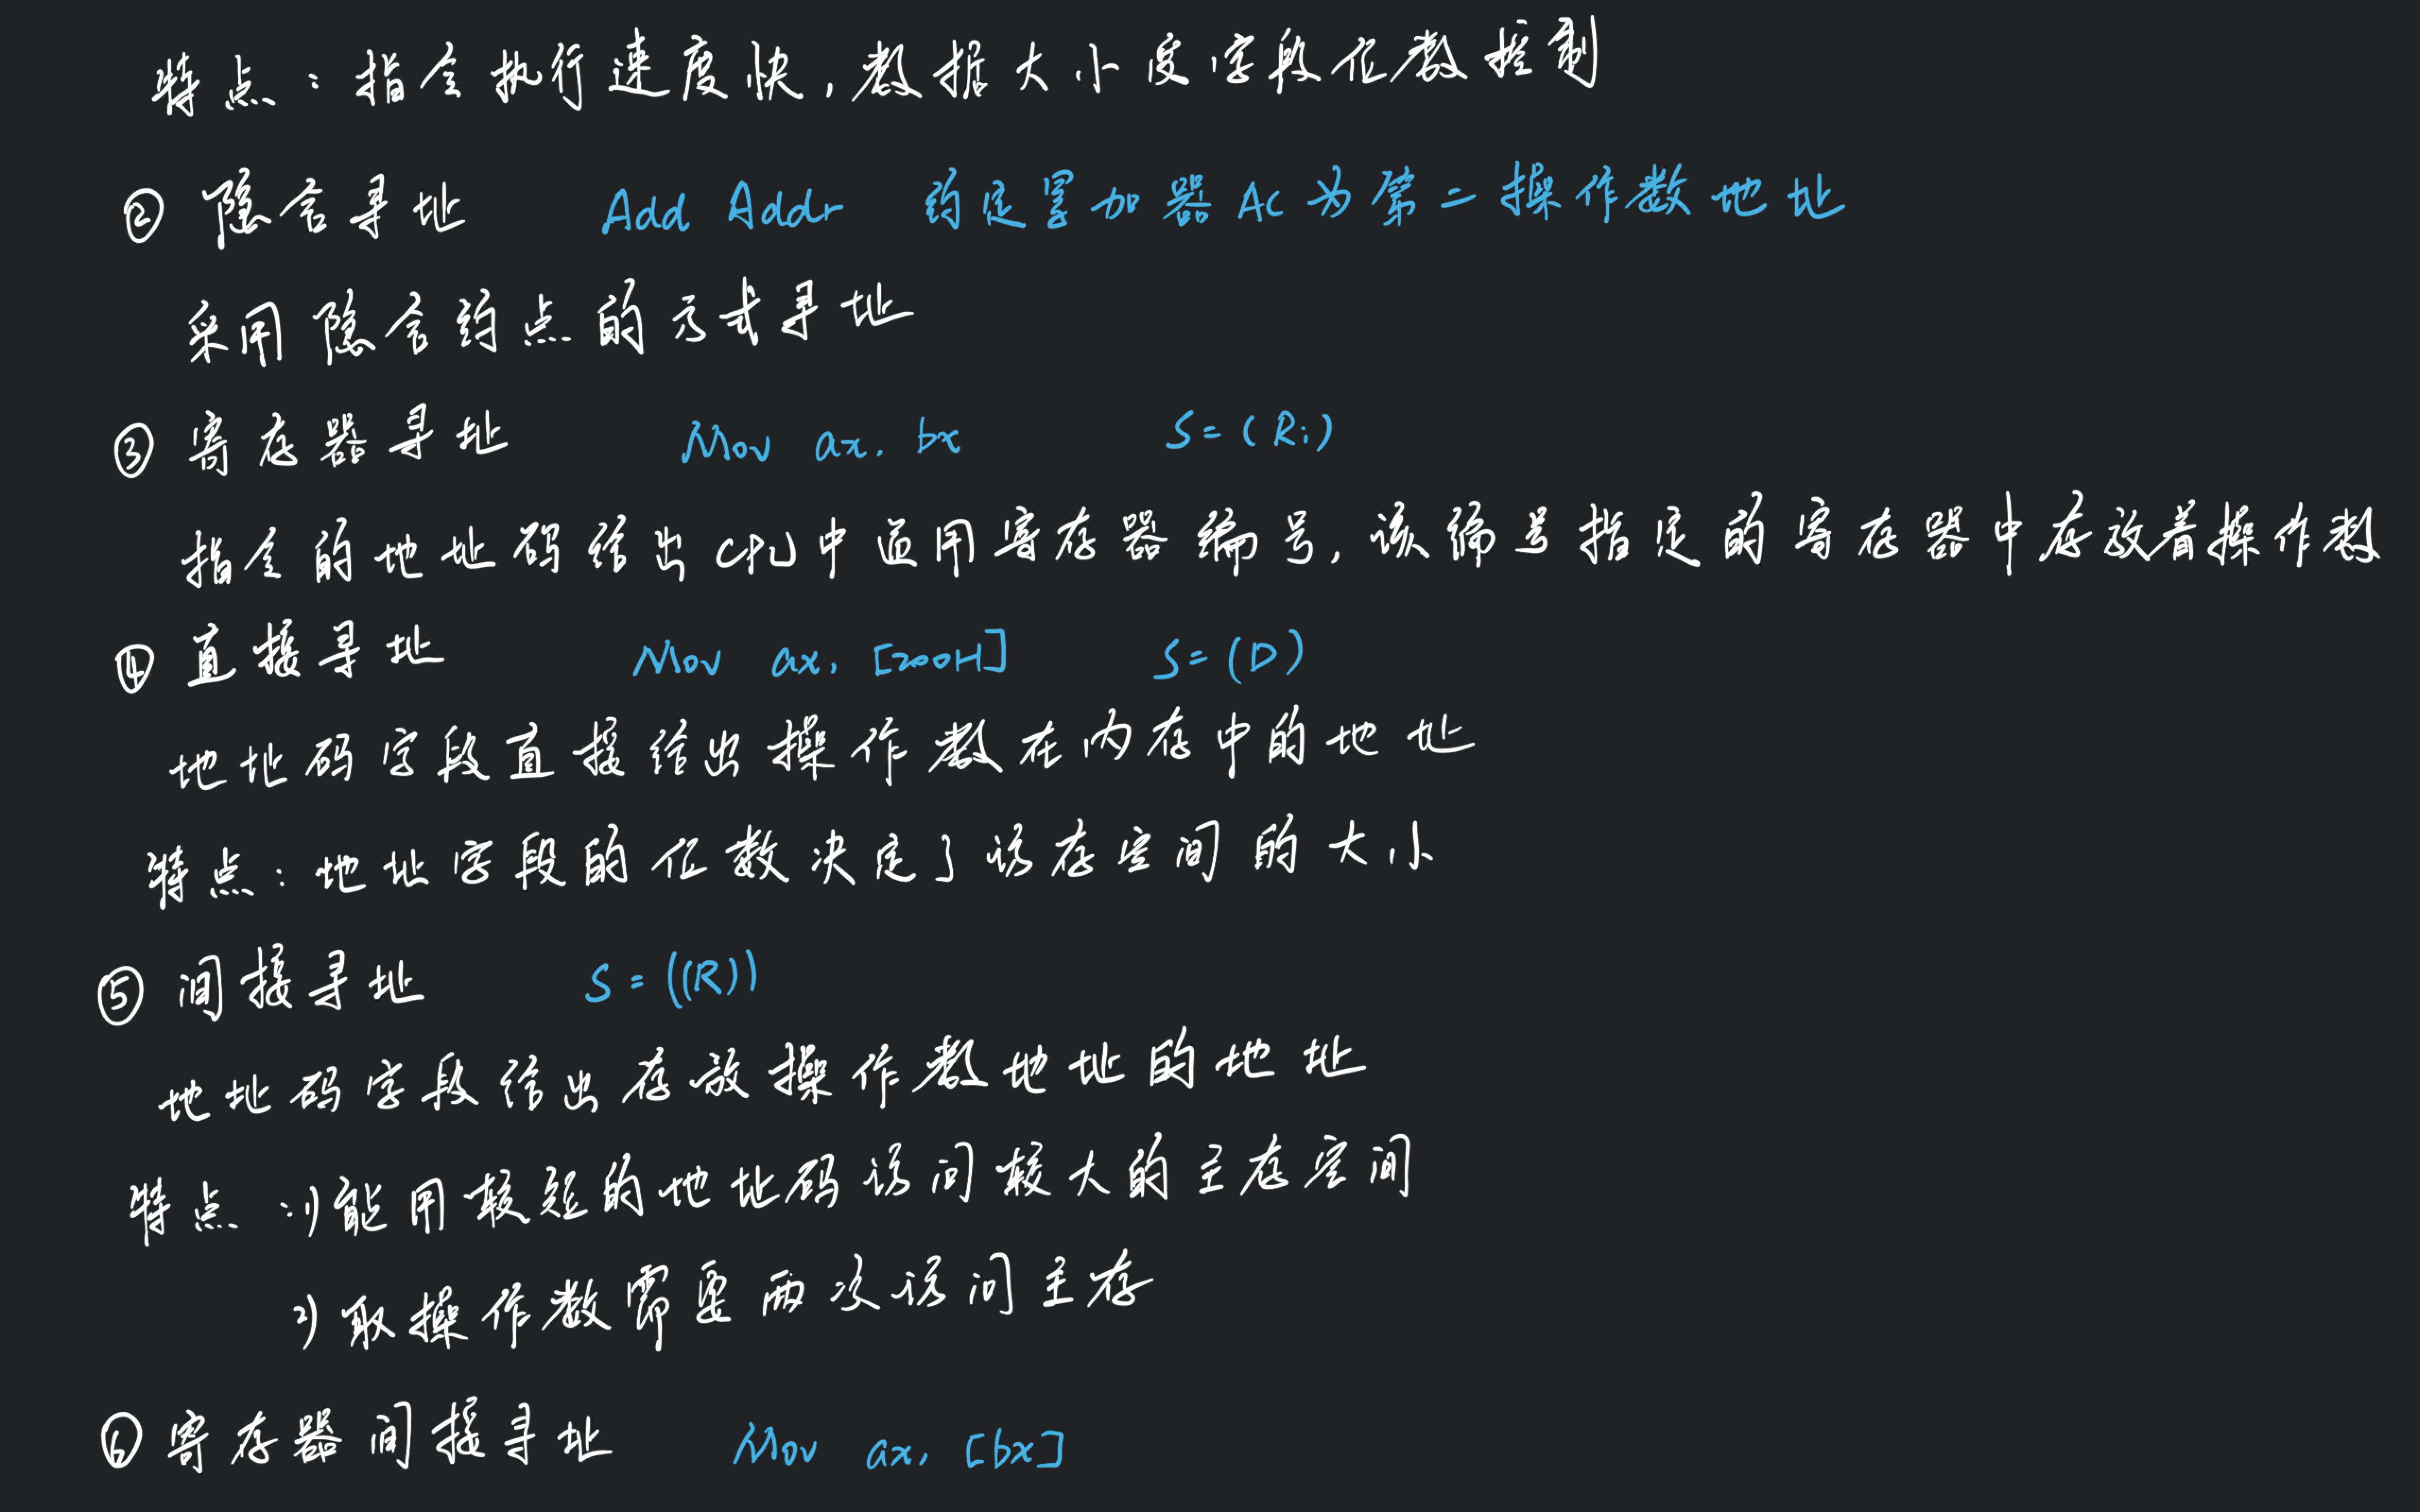 特点：指令执行速度快，数据大小受字段位数控制
② 隐含寻址 Add Addr 约定累加器 AC 为第二操作数地址
采用隐含约点的方式寻址
③ 寄存器寻址 Mov ax, bx S=(Ri)
指令的地址码给出CPU中通用寄存器编号，该编号指定的寄存器中存放着操作数
④ 直接寻址 Mov ax, [200H] S=(D)
地址码字段直接给出操作数在内存中的地址
特点：地址字段的位数决定了访存空间的大小
⑤ 间接寻址 S=((R))
地址码字段给出存放操作数地址的地址
特点：1)能用较短的地址码访问较大的主存空间
2)取操作数需要两次访问主存
⑥ 寄存器间接寻址 Mov ax, [bx]